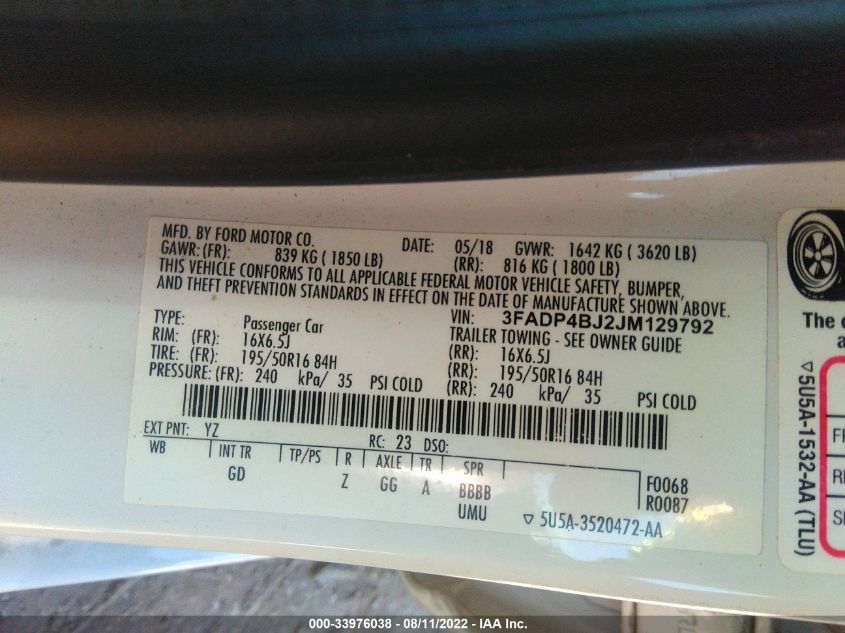 MFD. BY FORD MOTOR CO. DATE: 05/18 GVWR: 1642 KG ( 3620 LB)
GAWR: (FR): 839 KG ( 1850 LB) (RR): 816 KG ( 1800 LB)
THIS VEHICLE CONFORMS TO ALL APPLICABLE FEDERAL MOTOR VEHICLE SAFETY, BUMPER,
AND THEFT PREVENTION STANDARDS IN EFFECT ON THE DATE OF MANUFACTURE SHOWN ABOVE.
VIN: 3FADP4BJ2JM129792
TYPE: Passenger Car TRAILER TOWING - SEE OWNER GUIDE
RIM: (FR): 16X6.5J (RR): 16X6.5J
TIRE: (FR): 195/50R16 84H (RR): 195/50R16 84H
PRESSURE: (FR): 240 kPa/ 35 PSI COLD (RR): 240 kPa/ 35 PSI COLD
EXT PNT: YZ RC: 23 DSO:
WB INT TR TP/PS R AXLE TR SPR F0068
GD Z GG A BBBB R0087
UMU ▽ 5U5A-3520472-AA
The
a
▽5U5A-1532-AA (TLU)
F
R
S
000-33976038 - 08/11/2022 - IAA Inc.